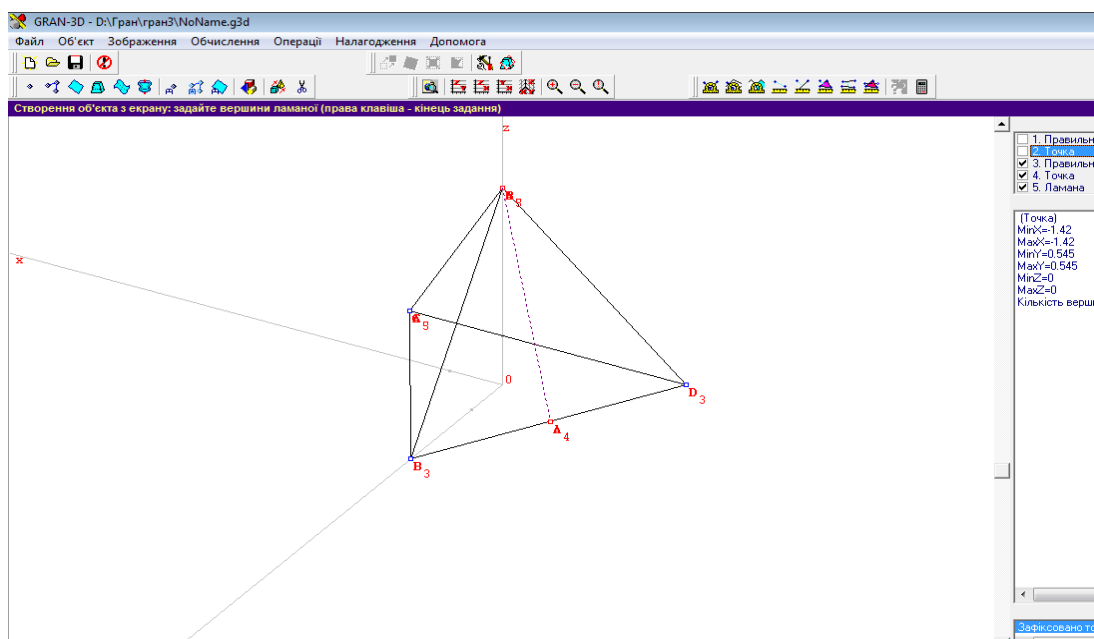 GRAN-3D - D:\Гран\гран3\NoName.g3d
Файл Об'єкт Зображення Обчислення Операції Налагодження Допомога
Створення об'єкта з екрану: задайте вершини ламаної (права клавіша - кінець задання)
z
1. Правильн
2. Точка
3. Правильн
4. Точка
5. Ламана
(Точка)
MinX=-1.42
MaxX=-1.42
MinY=0.545
MaxY=0.545
MinZ=0
MaxZ=0
Кількість верши
x
5
0
D 3
A 4
B 3
Зафіксовано то